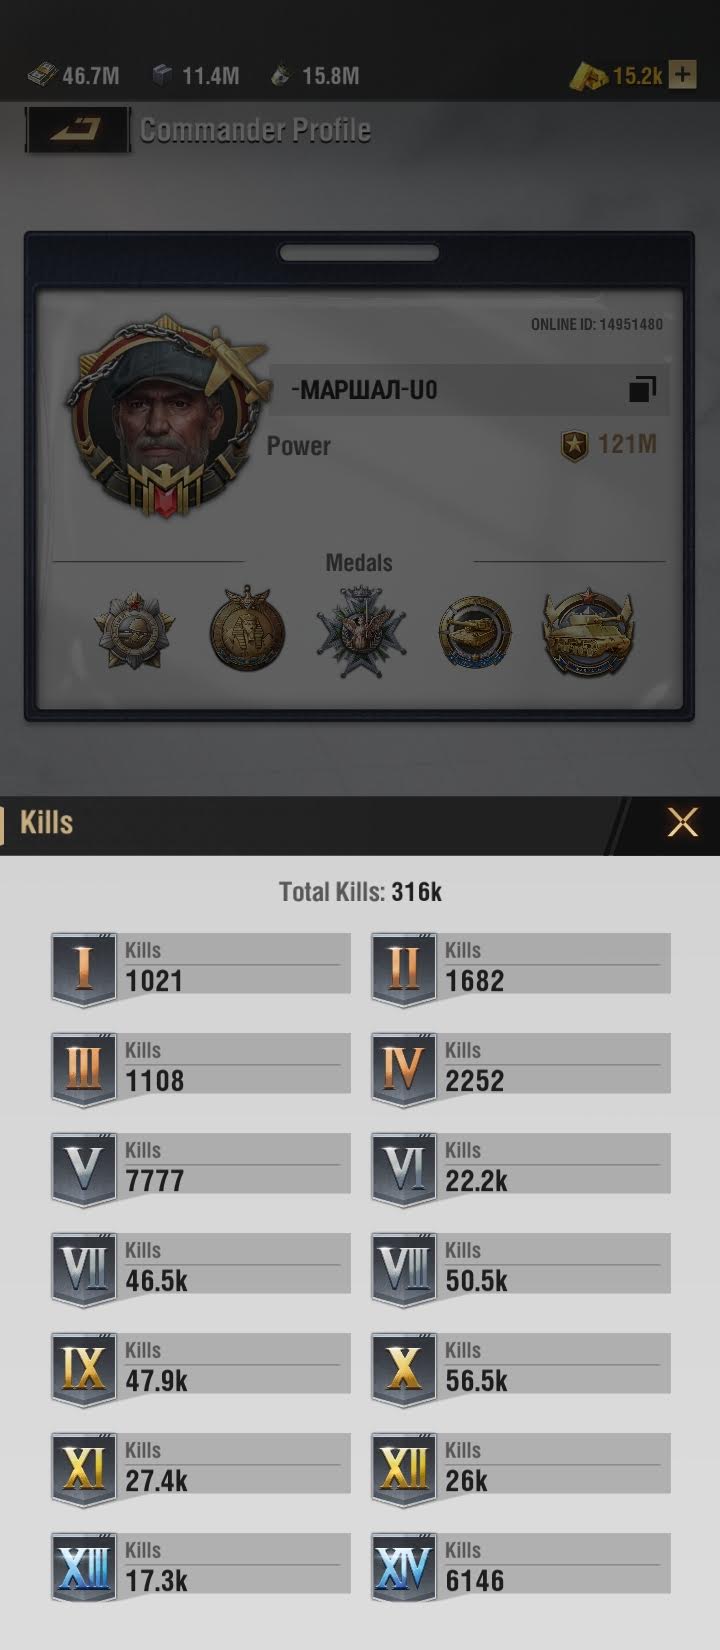 46.7M 11.4M 15.8M 15.2k +
Commander Profile
ONLINE ID: 14951480
-МАРШАЛ-U0
Power 121M
Medals
Kills
Total Kills: 316k
I Kills 1021
II Kills 1682
III Kills 1108
IV Kills 2252
V Kills 7777
VI Kills 22.2k
VII Kills 46.5k
VIII Kills 50.5k
IX Kills 47.9k
X Kills 56.5k
XI Kills 27.4k
XII Kills 26k
XIII Kills 17.3k
XIV Kills 6146